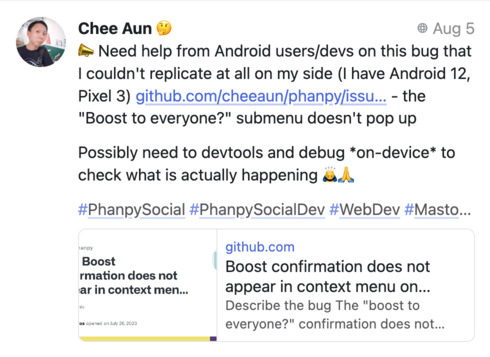 Chee Aun 🤔
Aug 5
📣 Need help from Android users/devs on this bug that
I couldn't replicate at all on my side (I have Android 12,
Pixel 3) github.com/cheeaun/phanpy/issu... - the
"Boost to everyone?" submenu doesn't pop up
Possibly need to devtools and debug *on-device* to
check what is actually happening 🙇🙏
#PhanpySocial #PhanpySocialDev #WebDev #Masto...
Boost
rmation does not
ar in context men...
opened on July 26, 2023
github.com
Boost confirmation does not
appear in context menu on...
Describe the bug The "boost to
everyone?" confirmation does not...